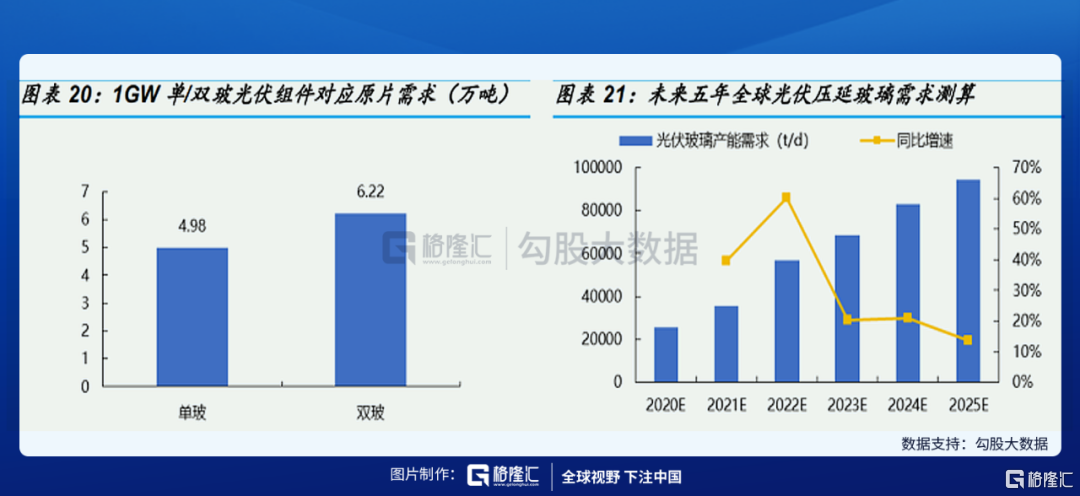 图表 20：1GW 单/双玻光伏组件对应原片需求（万吨）
7
6
5
4
3
2
1
0
4.98
6.22
单玻
双玻
图表 21：未来五年全球光伏压延玻璃需求测算
光伏玻璃产能需求（t/d）
同比增速
100000
80000
60000
40000
20000
0
70%
60%
50%
40%
30%
20%
10%
0%
2020E 2021E 2022E 2023E 2024E 2025E
格隆汇 勾股大数据
www.gelonghui.com
数据支持：勾股大数据
图片制作： 格隆汇 全球视野 下注中国
www.gelonghui.com
格隆汇